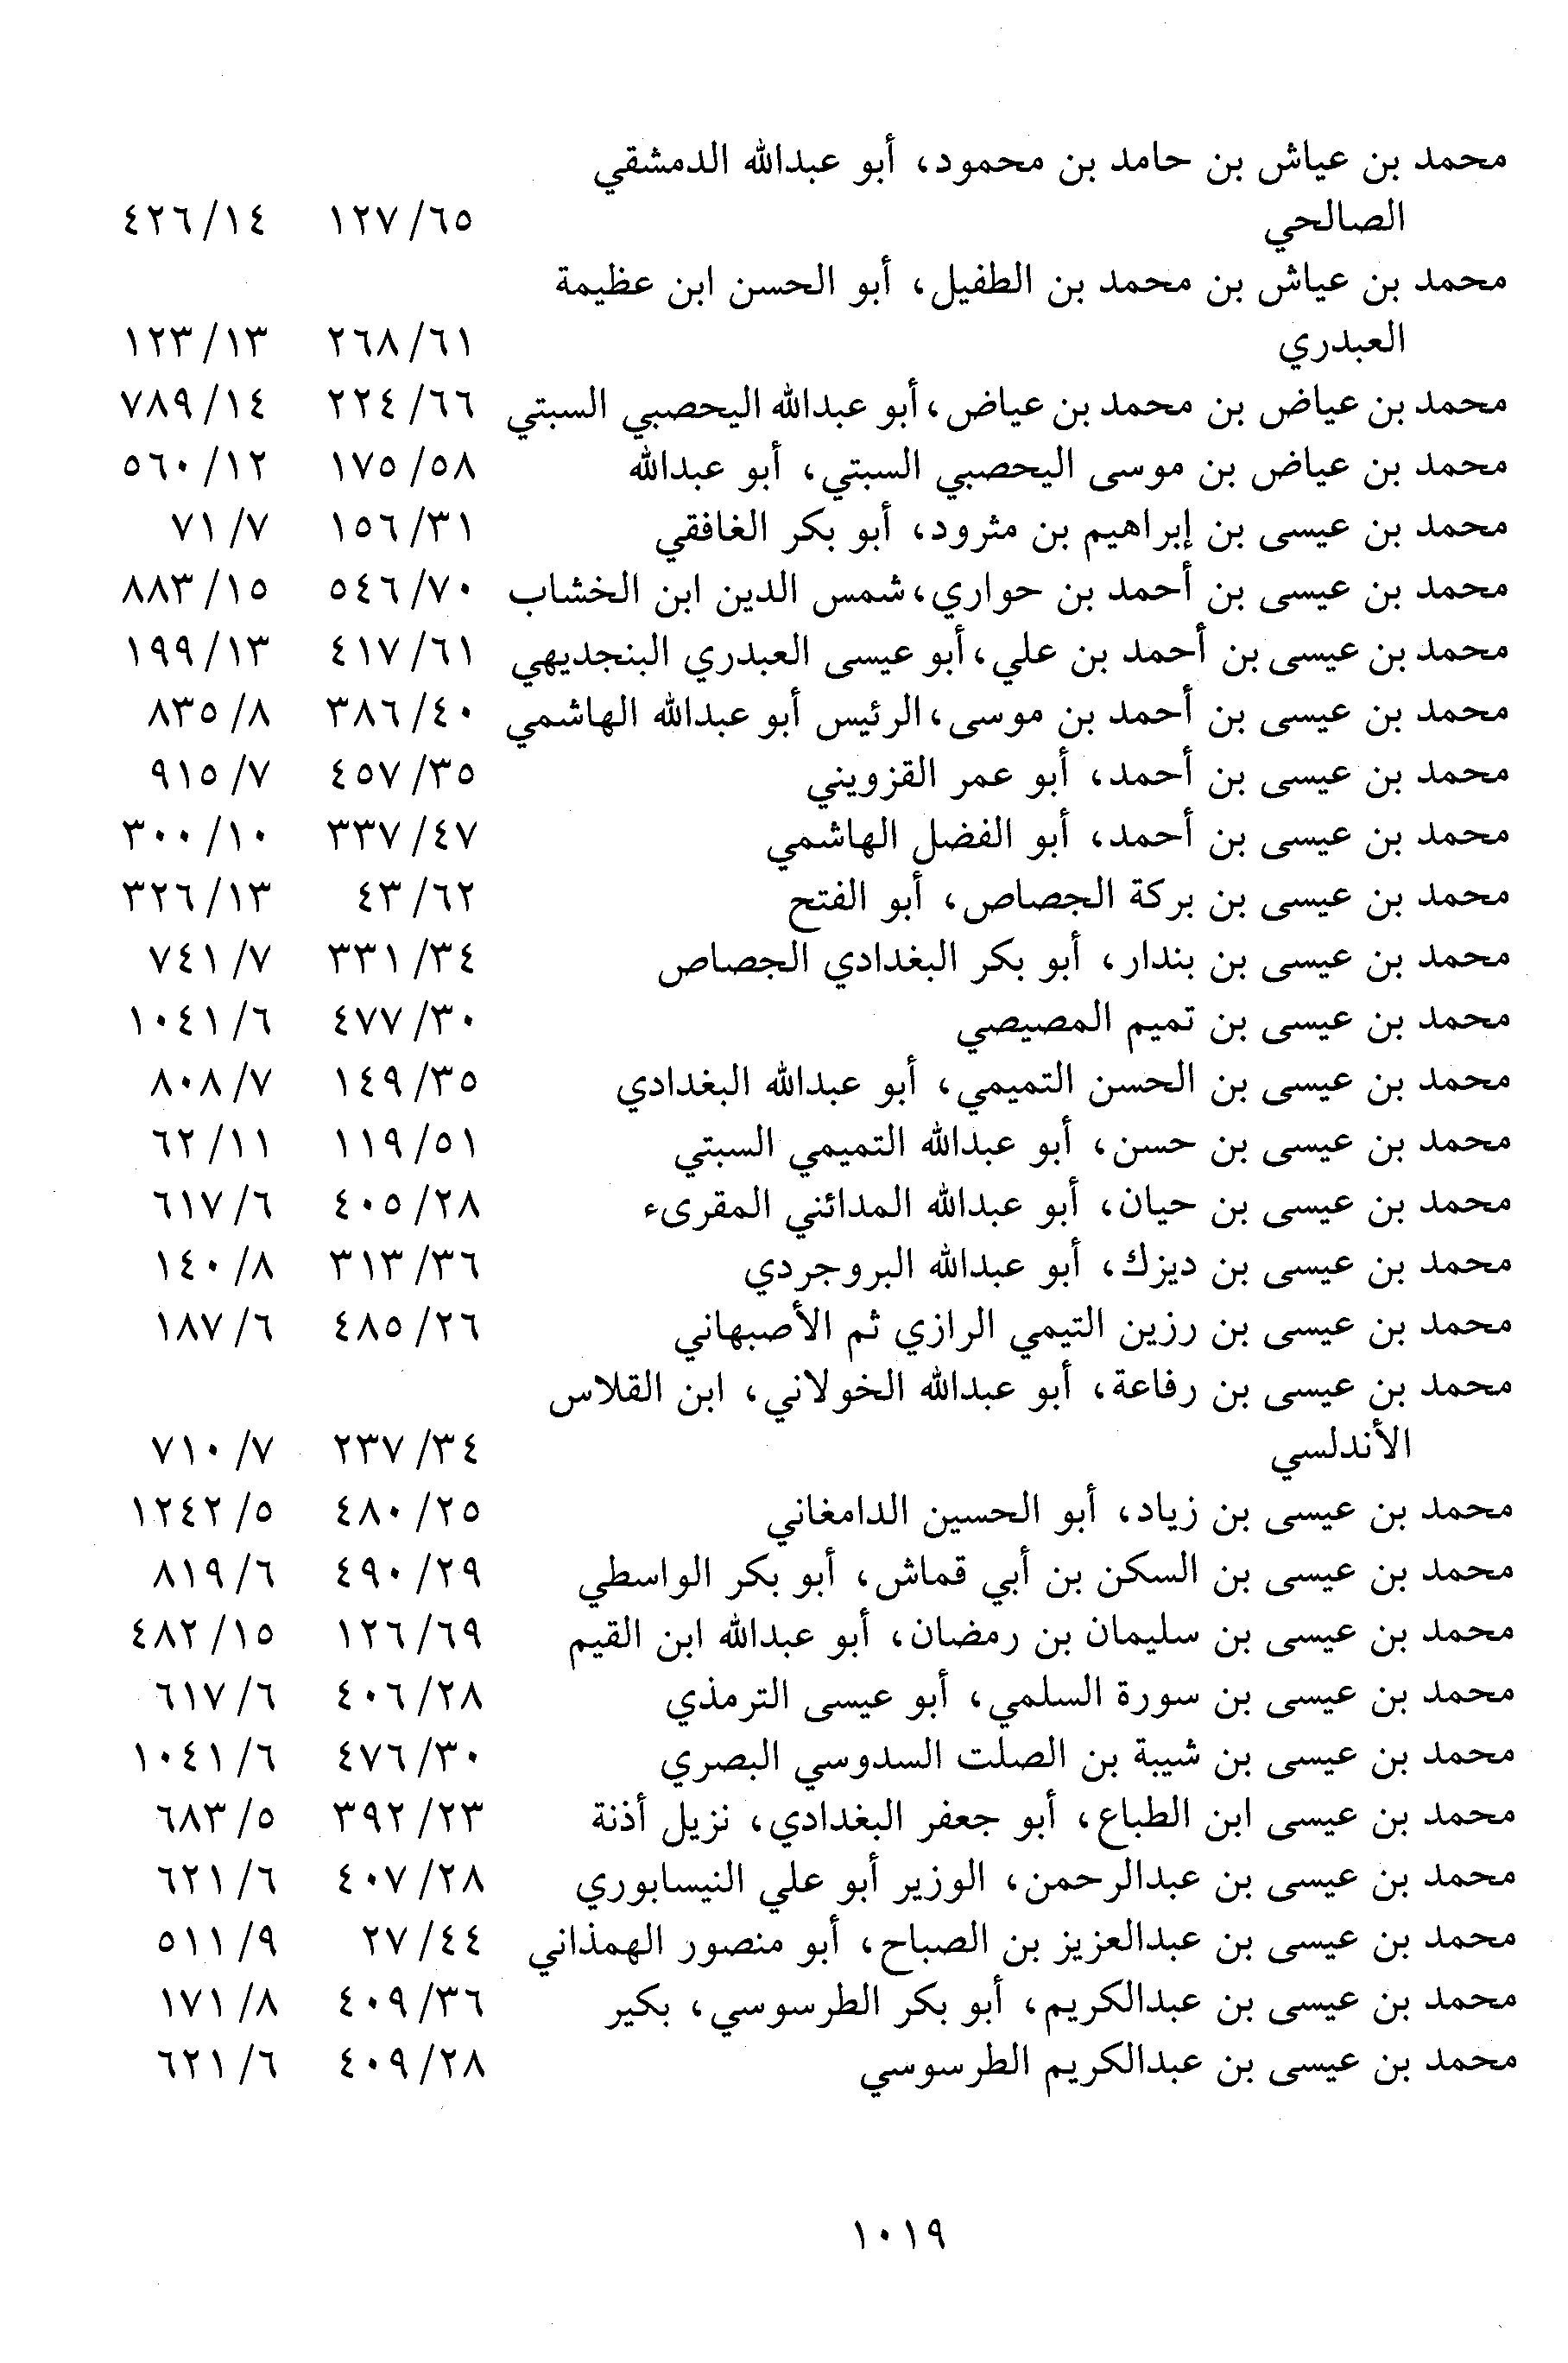 محمد بن عياش بن حامد بن محمود، أبو عبدالله الدمشقي
الصالحي ٦٥/ ١٢٧ ١٤/ ٤٢٦
محمد بن عياش بن محمد بن الطفيل، أبو الحسن ابن عظيمة
العبدري ٦١/ ٢٦٨ ١٣/ ١٢٣
محمد بن عياض بن محمد بن عياض، أبو عبدالله اليحصبي السبتي ٦٦/ ٢٢٤ ١٤/ ٧٨٩
محمد بن عياض بن موسى اليحصبي السبتي، أبو عبدالله ٥٨/ ١٧٥ ١٢/ ٥٦٠
محمد بن عيسى بن إبراهيم بن مثرود، أبو بكر الغافقي ٣١/ ١٥٦ ٧/ ٧١
محمد بن عيسى بن أحمد بن حواري، شمس الدين ابن الخشاب ٧٠/ ٥٤٦ ١٥/ ٨٨٣
محمد بن عيسى بن أحمد بن علي، أبو عيسى العبدري البنجديهي ٦١/ ٤١٧ ١٣/ ١٩٩
محمد بن عيسى بن أحمد بن موسى، الرئيس أبو عبدالله الهاشمي ٤٠/ ٣٨٦ ٨/ ٨٣٥
محمد بن عيسى بن أحمد، أبو عمر القزويني ٣٥/ ٤٥٧ ٧/ ٩١٥
محمد بن عيسى بن أحمد، أبو الفضل الهاشمي ٤٧/ ٣٣٧ ١٠/ ٣٠٠
محمد بن عيسى بن بركة الجصاص، أبو الفتح ٦٢/ ٤٣ ١٣/ ٣٢٦
محمد بن عيسى بن بندار، أبو بكر البغدادي الجصاص ٣٤/ ٣٣١ ٧/ ٧٤١
محمد بن عيسى بن تميم المصيصي ٣٠/ ٤٧٧ ٦/ ١٠٤١
محمد بن عيسى بن الحسن التميمي، أبو عبدالله البغدادي ٣٥/ ١٤٩ ٧/ ٨٠٨
محمد بن عيسى بن حسن، أبو عبدالله التميمي السبتي ٥١/ ١١٩ ١١/ ٦٢
محمد بن عيسى بن حيان، أبو عبدالله المدائني المقرىء ٢٨/ ٤٠٥ ٦/ ٦١٧
محمد بن عيسى بن ديزك، أبو عبدالله البروجردي ٣٦/ ٣١٣ ٨/ ١٤٠
محمد بن عيسى بن رزين التيمي الرازي ثم الأصبهاني ٢٦/ ٤٨٥ ٦/ ١٨٧
محمد بن عيسى بن رفاعة، أبو عبدالله الخولاني، ابن القلاس
الأندلسي ٣٤/ ٢٣٧ ٧/ ٧١٠
محمد بن عيسى بن زياد، أبو الحسين الدامغاني ٢٥/ ٤٨٠ ٥/ ١٢٤٢
محمد بن عيسى بن السكن بن أبي قماش، أبو بكر الواسطي ٢٩/ ٤٩٠ ٦/ ٨١٩
محمد بن عيسى بن سليمان بن رمضان، أبو عبدالله ابن القيم ٦٩/ ١٢٦ ١٥/ ٤٨٢
محمد بن عيسى بن سورة السلمي، أبو عيسى الترمذي ٢٨/ ٤٠٦ ٦/ ٦١٧
محمد بن عيسى بن شيبة بن الصلت السدوسي البصري ٣٠/ ٤٧٦ ٦/ ١٠٤١
محمد بن عيسى ابن الطباع، أبو جعفر البغدادي، نزيل أذنة ٢٣/ ٣٩٢ ٥/ ٦٨٣
محمد بن عيسى بن عبدالرحمن، الوزير أبو علي النيسابوري ٢٨/ ٤٠٧ ٦/ ٦٢١
محمد بن عيسى بن عبدالعزيز بن الصباح، أبو منصور الهمذاني ٤٤/ ٢٧ ٩/ ٥١١
محمد بن عيسى بن عبدالكريم، أبو بكر الطرسوسي، بكير ٣٦/ ٤٠٩ ٨/ ١٧١
محمد بن عيسى بن عبدالكريم الطرسوسي ٢٨/ ٤٠٩ ٦/ ٦٢١
١٠١٩